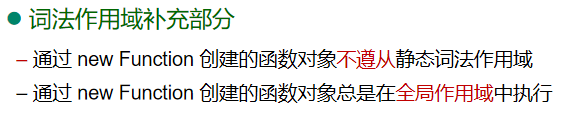 ● 词法作用域补充部分
– 通过 new Function 创建的函数对象不遵从静态词法作用域
– 通过 new Function 创建的函数对象总是在全局作用域中执行